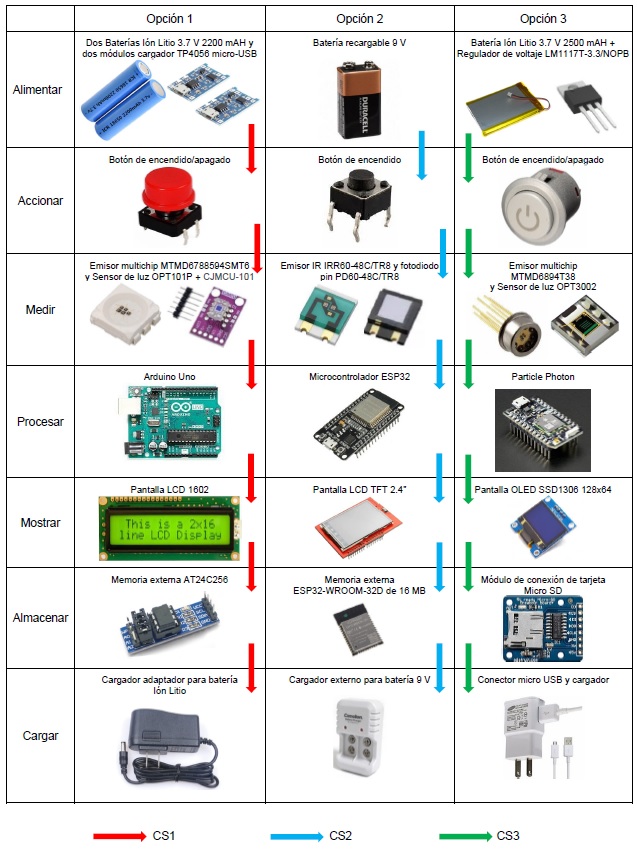 Opción 1
Opción 2
Opción 3
Alimentar
Dos Baterías Ión Litio 3.7 V 2200 mAH y
dos módulos cargador TP4056 micro-USB
Batería recargable 9 V
DURACELL
Batería Ión Litio 3.7 V 2500 mAH +
Regulador de voltaje LM1117T-3.3/NOPB
Accionar
Botón de encendido/apagado
Botón de encendido
Botón de encendido/apagado
Medir
Emisor multichip MTMD6788594SMT6
y Sensor de luz OPT101P + CJMCU-101
Emisor IR IRR60-48C/TR8 y fotodiodo
pin PD60-48C/TR8
Emisor multichip
MTMD6894T38
y Sensor de luz OPT3002
Procesar
Arduino Uno
Microcontrolador ESP32
Particle Photon
Mostrar
Pantalla LCD 1602
This is a 2x16
line LCD Display
Pantalla LCD TFT 2.4"
Pantalla OLED SSD1306 128x64
Almacenar
Memoria externa AT24C256
Memoria externa
ESP32-WROOM-32D de 16 MB
Módulo de conexión de tarjeta
Micro SD
Cargar
Cargador adaptador para batería
Ión Litio
Cargador externo para batería 9 V
Conector micro USB y cargador
CS1
CS2
CS3